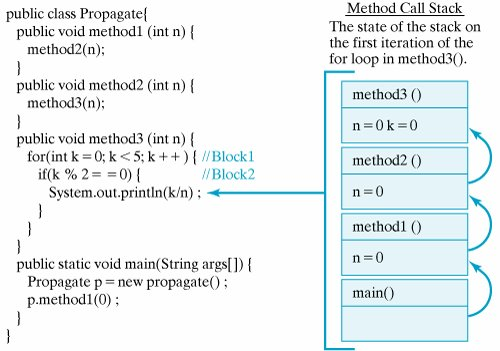 public class Propagate{
public void method1 (int n) {
method2(n);
}
public void method2 (int n) {
method3(n);
}
public void method3 (int n) {
for(int k=0; k<5; k++) { //Block1
if(k % 2= =0) { //Block2
System.out.println(k/n) ;
}
}
}
public static void main(String args[]) {
Propagate p=new propagate() ;
p.method1(0) ;
}
}
Method Call Stack
The state of the stack on
the first iteration of the
for loop in method3().
method3 ()
n=0 k=0
method2 ()
n=0
method1 ()
n=0
main()